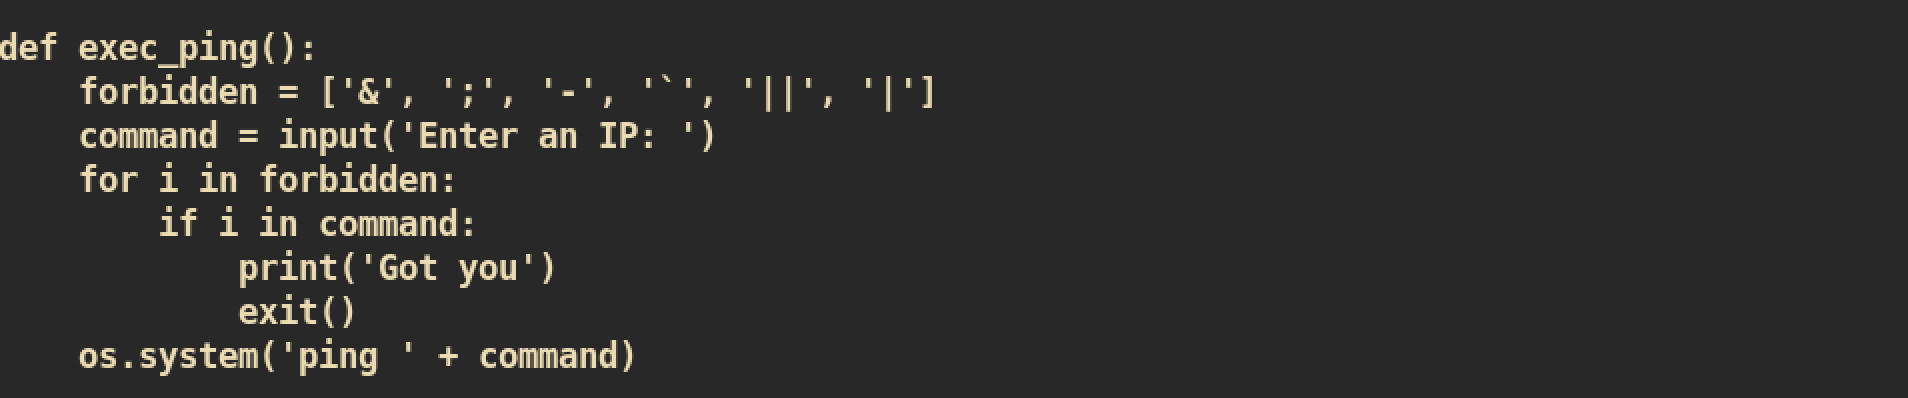 def exec_ping():
    forbidden = ['&', ';', '-', '`', '||', '|']
    command = input('Enter an IP: ')
    for i in forbidden:
        if i in command:
            print('Got you')
            exit()
    os.system('ping ' + command)